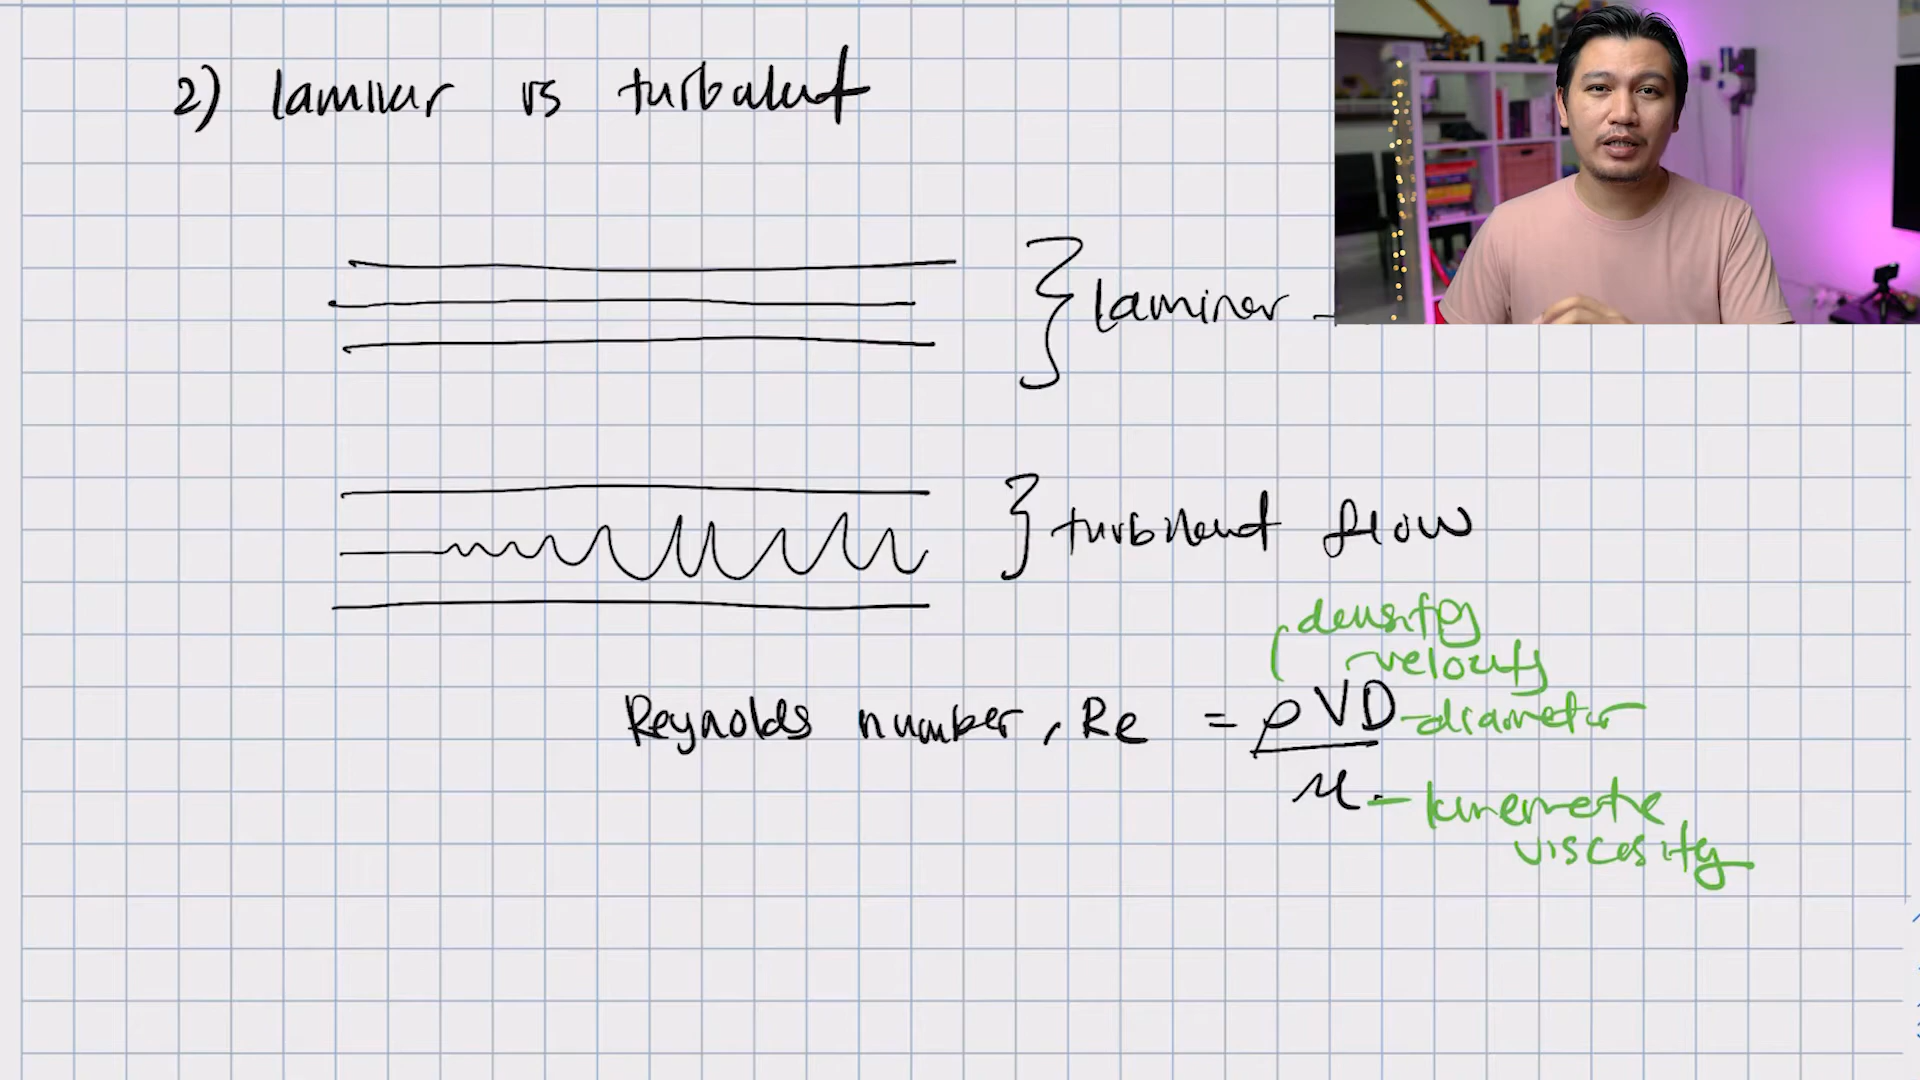 2) laminar vs turbulent
laminar -
turbulent flow
density
velocity
Reynolds number, Re = ρVD - diameter
μ - kinematic
viscosity